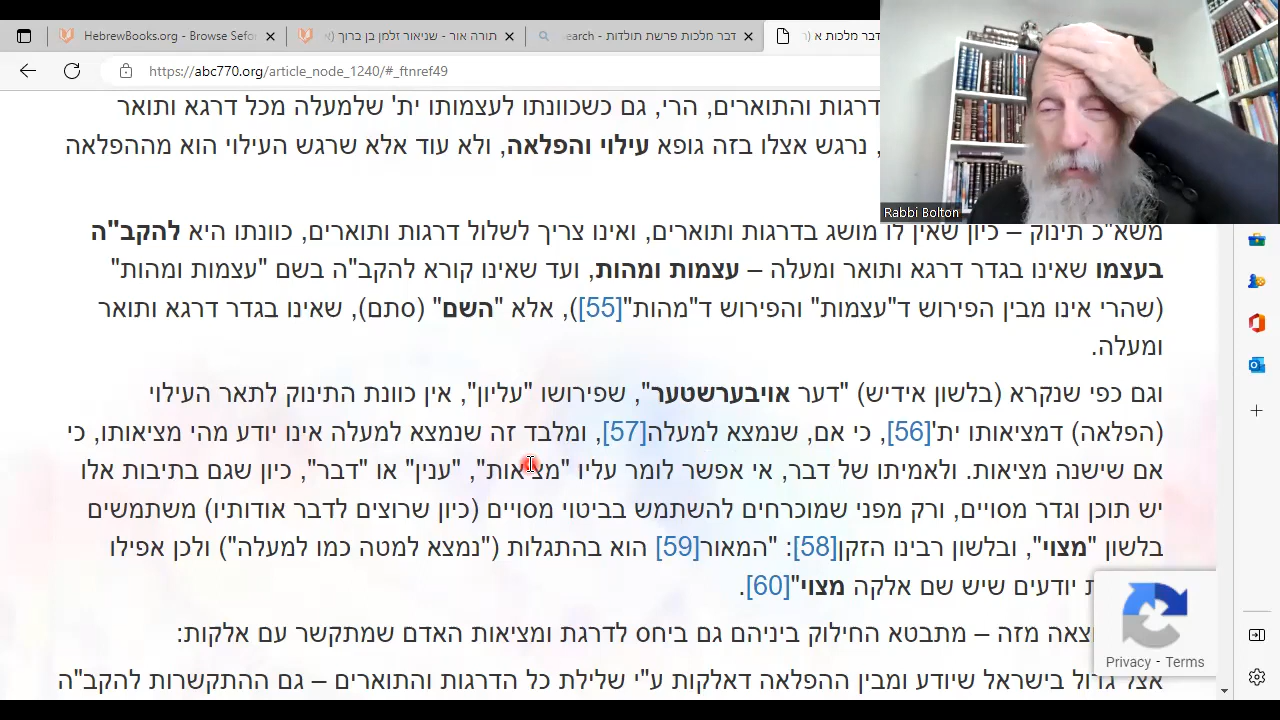 HebrewBooks.org - Browse Sefor
תורה אור - שניאור זלמן בן ברוך (א
דבר מלכות פרשת תולדות - earch
דבר מלכות א (ר
https://abc770.org/article_node_1240/#_ftnref49
דרגות והתוארים, הרי, גם כשכוונתו לעצמותו ית' שלמעלה מכל דרגא ותואר
, נרגש אצלו בזה גופא עילוי והפלאה, ולא עוד אלא שרגש העילוי הוא מההפלאה
Rabbi Bolton
משא"כ תינוק – כיון שאין לו מושג בדרגות ותוארים, ואינו צריך לשלול דרגות ותוארים, כוונתו היא להקב"ה
בעצמו שאינו בגדר דרגא ותואר ומעלה – עצמות ומהות, ועד שאינו קורא להקב"ה בשם "עצמות ומהות"
(שהרי אינו מבין הפירוש ד"עצמות" והפירוש ד"מהות"[55]), אלא "השם" (סתם), שאינו בגדר דרגא ותואר
ומעלה.
וגם כפי שנקרא (בלשון אידיש) "דער אויבערשטער", שפירושו "עליון", אין כוונת התינוק לתאר העילוי
(הפלאה) דמציאותו ית'[56], כי אם, שנמצא למעלה[57], ומלבד זה שנמצא למעלה אינו יודע מהי מציאותו, כי
אם שישנה מציאות. ולאמיתו של דבר, אי אפשר לומר עליו "מציאות", "ענין" או "דבר", כיון שגם בתיבות אלו
יש תוכן וגדר מסויים, ורק מפני שמוכרחים להשתמש בביטוי מסויים (כיון שרוצים לדבר אודותיו) משתמשים
בלשון "מצוי", ובלשון רבינו הזקן[58]: "המאור[59] הוא בהתגלות ("נמצא למטה כמו למעלה") ולכן אפילו
ת יודעים שיש שם אלקה מצוי"[60].
צאה מזה – מתבטא החילוק ביניהם גם ביחס לדרגת ומציאות האדם שמתקשר עם אלקות:
אצל גדול בישראל שיודע ומבין ההפלאה דאלקות ע"י שלילת כל הדרגות והתוארים – גם ההתקשרות להקב"ה
Privacy - Terms